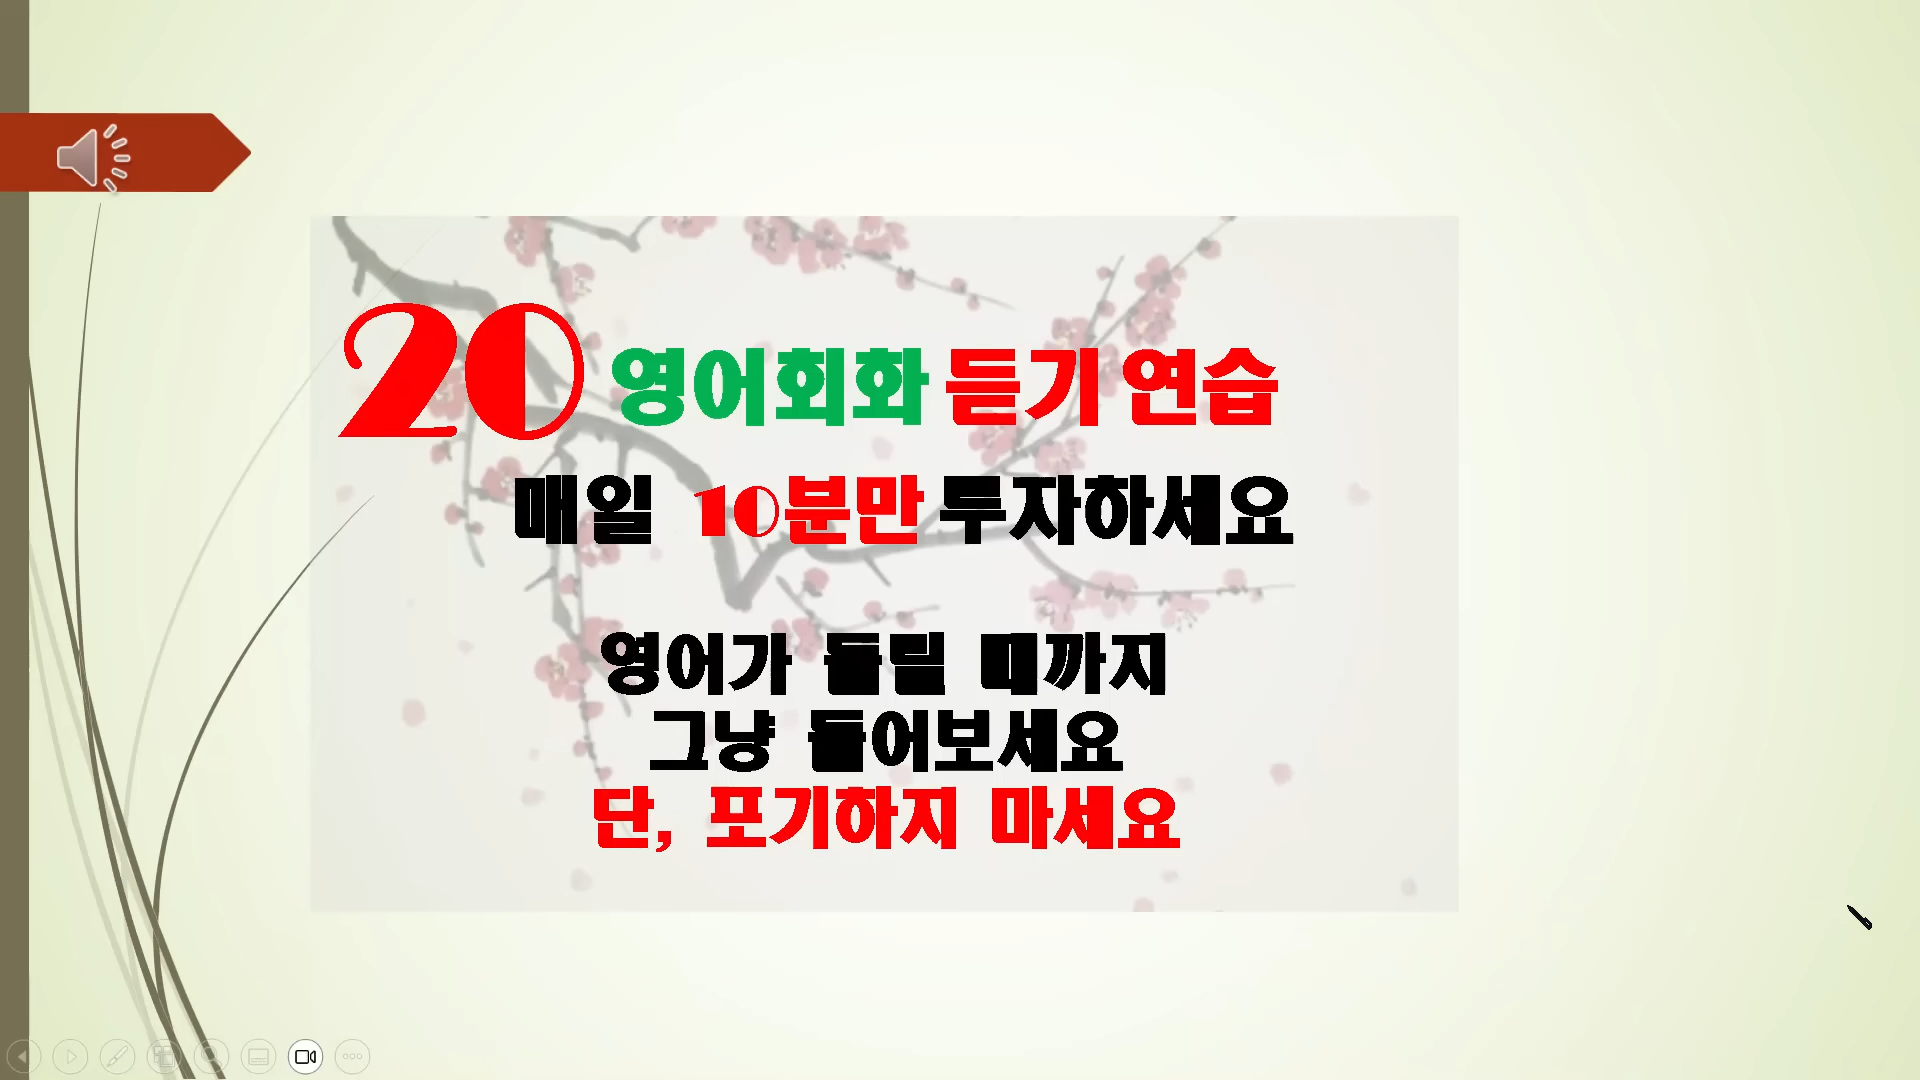 20 영어회화 듣기 연습
매일 10분만 투자하세요
영어가 들릴 때까지
그냥 들어보세요
단, 포기하지 마세요